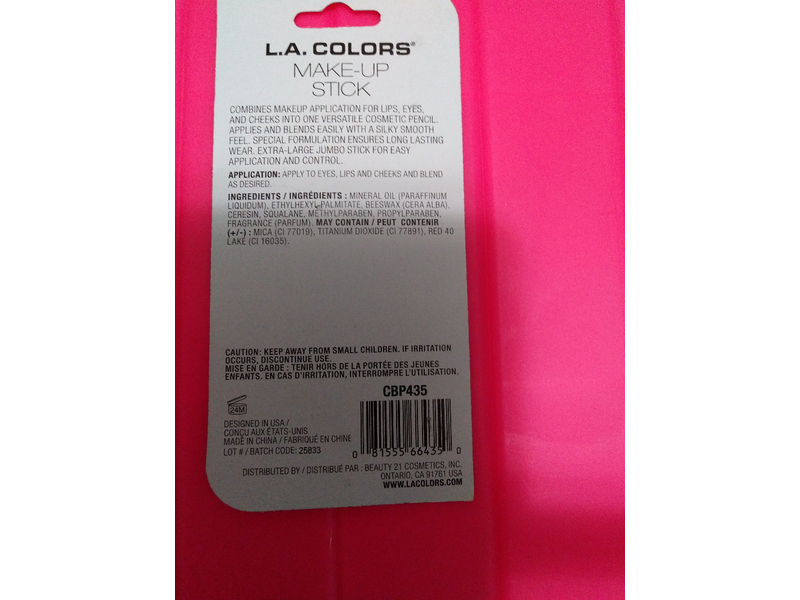 L.A. COLORS®
MAKE-UP
STICK
COMBINES MAKEUP APPLICATION FOR LIPS, EYES,
AND CHEEKS INTO ONE VERSATILE COSMETIC PENCIL.
APPLIES AND BLENDS EASILY WITH A SILKY SMOOTH
FEEL. SPECIAL FORMULATION ENSURES LONG LASTING
WEAR. EXTRA-LARGE JUMBO STICK FOR EASY
APPLICATION AND CONTROL.
APPLICATION: APPLY TO EYES, LIPS AND CHEEKS AND BLEND
AS DESIRED.
INGREDIENTS / INGRÉDIENTS : MINERAL OIL (PARAFFINUM
LIQUIDUM), ETHYLHEXYL PALMITATE, BEESWAX (CERA ALBA),
CERESIN, SQUALANE, METHYLPARABEN, PROPYLPARABEN,
FRAGRANCE (PARFUM). MAY CONTAIN / PEUT CONTENIR
(+/-) : MICA (CI 77019), TITANIUM DIOXIDE (CI 77891), RED 40
LAKE (CI 16035).
CAUTION: KEEP AWAY FROM SMALL CHILDREN. IF IRRITATION
OCCURS, DISCONTINUE USE.
MISE EN GARDE : TENIR HORS DE LA PORTÉE DES JEUNES
ENFANTS. EN CAS D'IRRITATION, INTERROMPRE L'UTILISATION.
CBP435
24M
DESIGNED IN USA /
CONÇU AUX ÉTATS-UNIS
MADE IN CHINA / FABRIQUÉ EN CHINE
LOT # / BATCH CODE: 25833
0 81555 66435 0
DISTRIBUTED BY / DISTRIBUÉ PAR : BEAUTY 21 COSMETICS, INC.
ONTARIO, CA 91761 USA
WWW.LACOLORS.COM